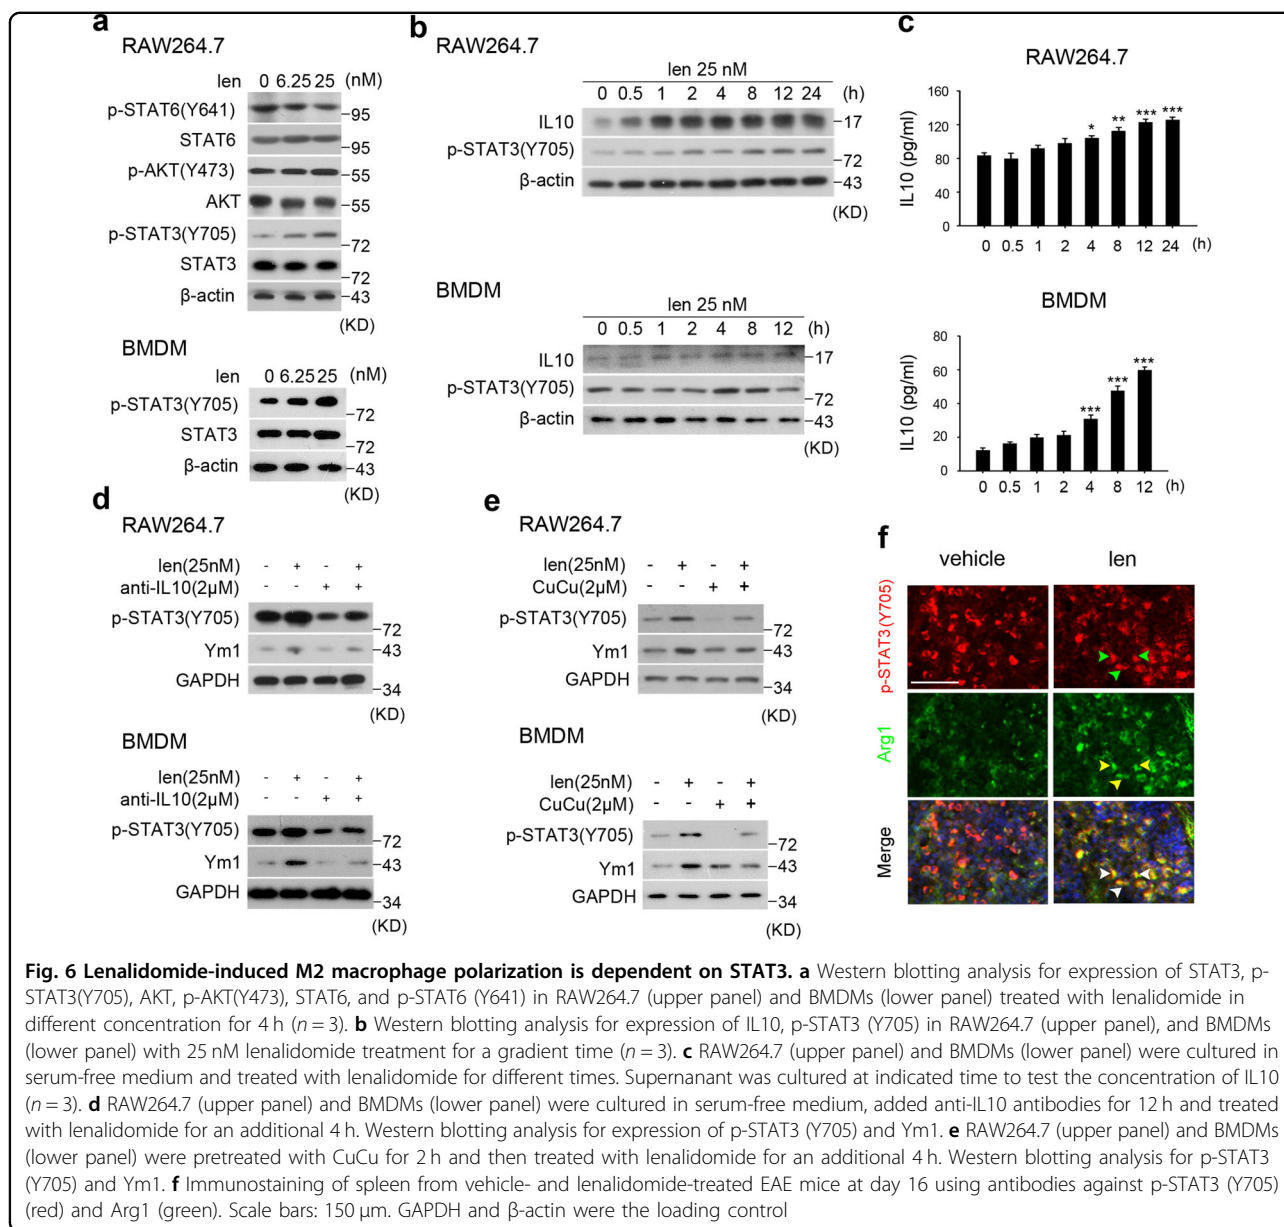 a
RAW264.7
len 0 6.25 25 (nM)
p-STAT6(Y641)
95
STAT6
95
p-AKT(Y473)
55
AKT
55
p-STAT3(Y705)
72
STAT3
72
β-actin
43
(KD)
BMDM
len 0 6.25 25 (nM)
p-STAT3(Y705)
72
STAT3
72
β-actin
43
(KD)
b
RAW264.7
len 25 nM
0 0.5 1 2 4 8 12 24 (h)
IL10
17
p-STAT3(Y705)
72
β-actin
43
(KD)
BMDM
len 25 nM
0 0.5 1 2 4 8 12 (h)
IL10
17
p-STAT3(Y705)
72
β-actin
43
(KD)
c
RAW264.7
IL10 (pg/ml)
160
120
80
40
0
* ** *** ***
0 0.5 1 2 4 8 12 24 (h)
BMDM
IL10 (pg/ml)
80
60
40
20
0
*** *** ***
0 0.5 1 2 4 8 12 (h)
d
RAW264.7
len(25nM) - + - +
anti-IL10(2μM) - - + +
p-STAT3(Y705)
72
Ym1
43
GAPDH
34
(KD)
BMDM
len(25nM) - + - +
anti-IL10(2μM) - - + +
p-STAT3(Y705)
72
Ym1
43
GAPDH
34
(KD)
e
RAW264.7
len(25nM) - + - +
CuCu(2μM) - - + +
p-STAT3(Y705)
72
Ym1
43
GAPDH
34
(KD)
BMDM
len(25nM) - + - +
CuCu(2μM) - - + +
p-STAT3(Y705)
72
Ym1
43
GAPDH
34
(KD)
f
vehicle len
p-STAT3(Y705)
Arg1
Merge
Fig. 6 Lenalidomide-induced M2 macrophage polarization is dependent on STAT3. a Western blotting analysis for expression of STAT3, p-
STAT3(Y705), AKT, p-AKT(Y473), STAT6, and p-STAT6 (Y641) in RAW264.7 (upper panel) and BMDMs (lower panel) treated with lenalidomide in
different concentration for 4 h (n = 3). b Western blotting analysis for expression of IL10, p-STAT3 (Y705) in RAW264.7 (upper panel), and BMDMs
(lower panel) with 25 nM lenalidomide treatment for a gradient time (n = 3). c RAW264.7 (upper panel) and BMDMs (lower panel) were cultured in
serum-free medium and treated with lenalidomide for different times. Supernanant was cultured at indicated time to test the concentration of IL10
(n = 3). d RAW264.7 (upper panel) and BMDMs (lower panel) were cultured in serum-free medium, added anti-IL10 antibodies for 12 h and treated
with lenalidomide for an additional 4 h. Western blotting analysis for expression of p-STAT3 (Y705) and Ym1. e RAW264.7 (upper panel) and BMDMs
(lower panel) were pretreated with CuCu for 2 h and then treated with lenalidomide for an additional 4 h. Western blotting analysis for p-STAT3
(Y705) and Ym1. f Immunostaining of spleen from vehicle- and lenalidomide-treated EAE mice at day 16 using antibodies against p-STAT3 (Y705)
(red) and Arg1 (green). Scale bars: 150 μm. GAPDH and β-actin were the loading control